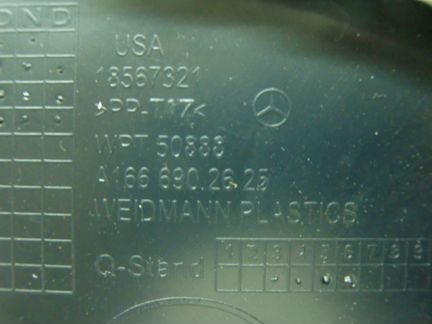 DND
USA
18567321
>PP-T17<
WPT 50888
A166 690.26.25
WEIDMANN PLASTICS
1 2 3 4 5 6 7 8 9
Q-Stand